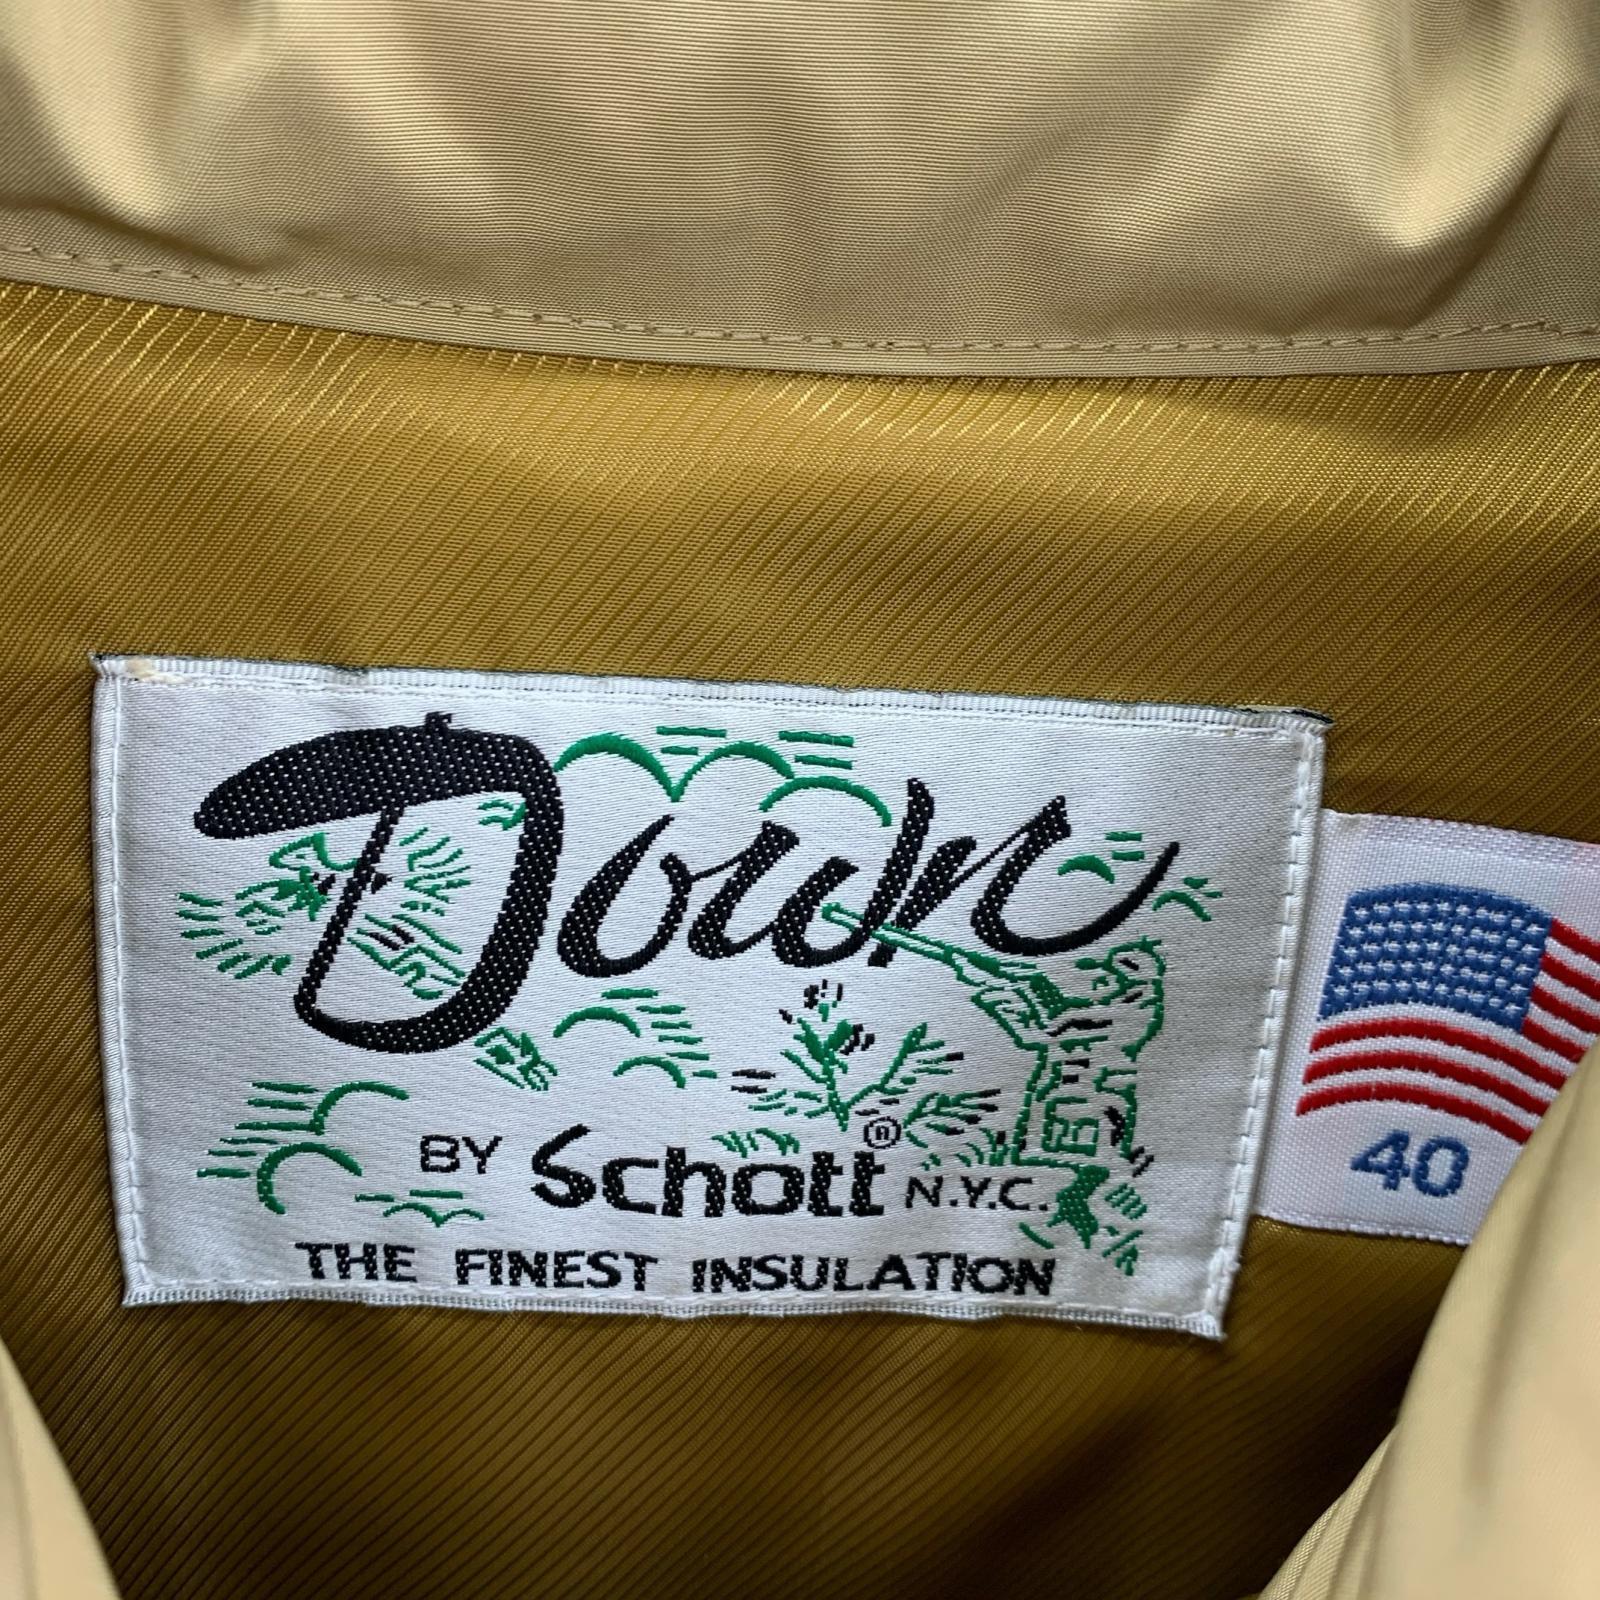 Down
BY Schott® N.Y.C.
THE FINEST INSULATION
40